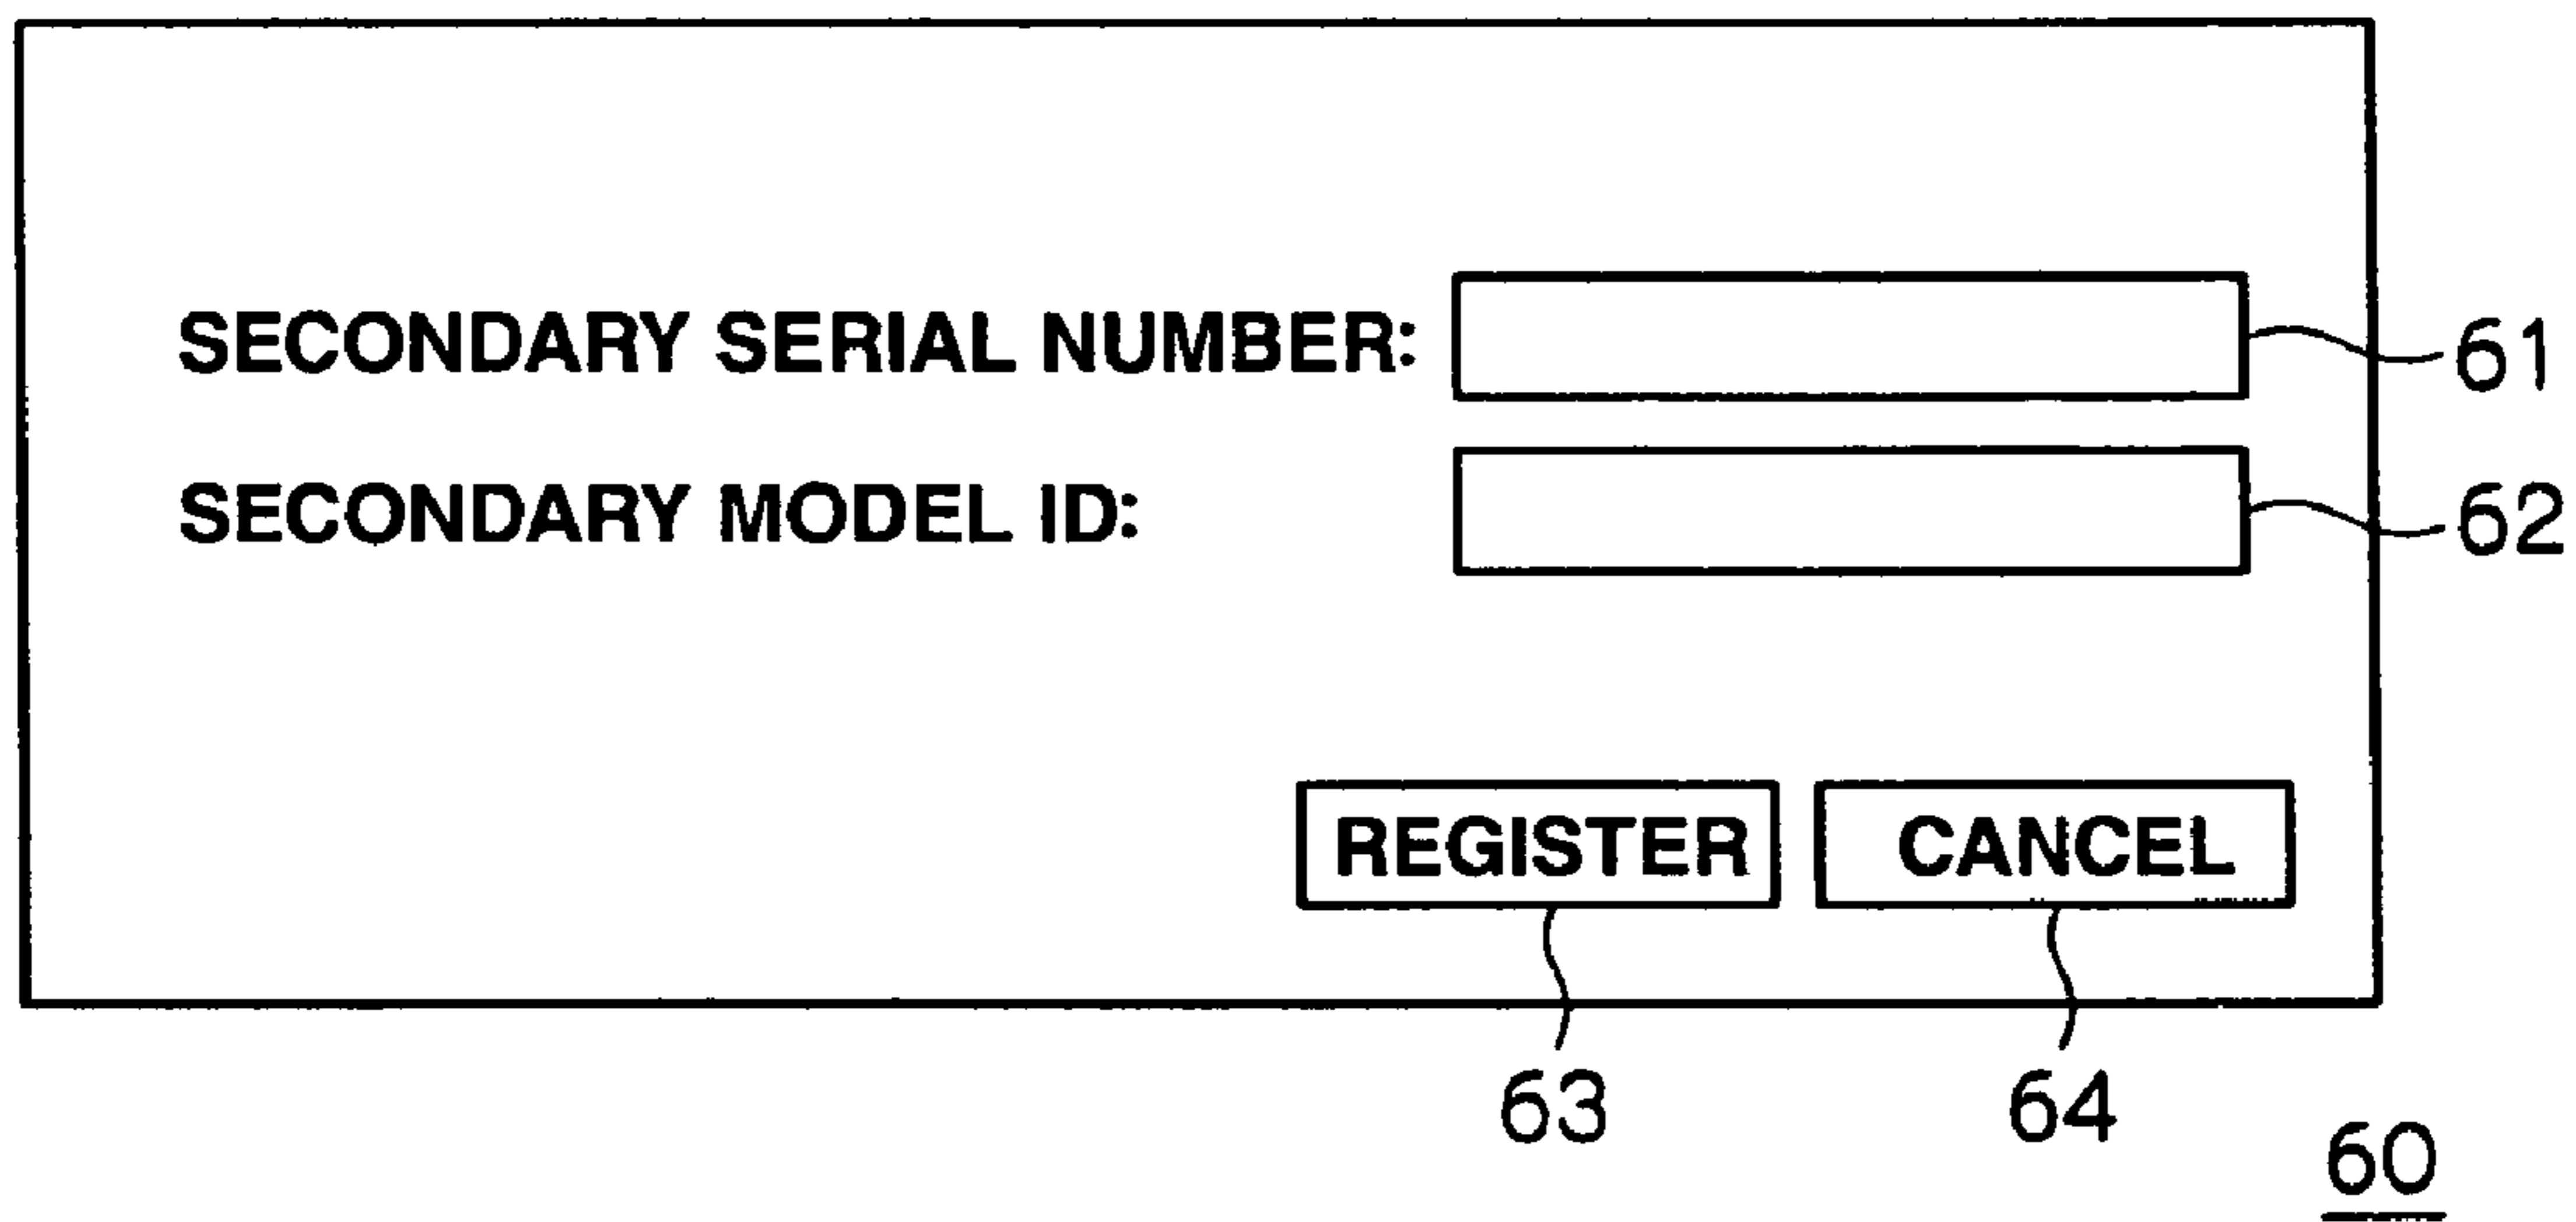 SECONDARY SERIAL NUMBER: 61
SECONDARY MODEL ID: 62
REGISTER CANCEL
63 64
60